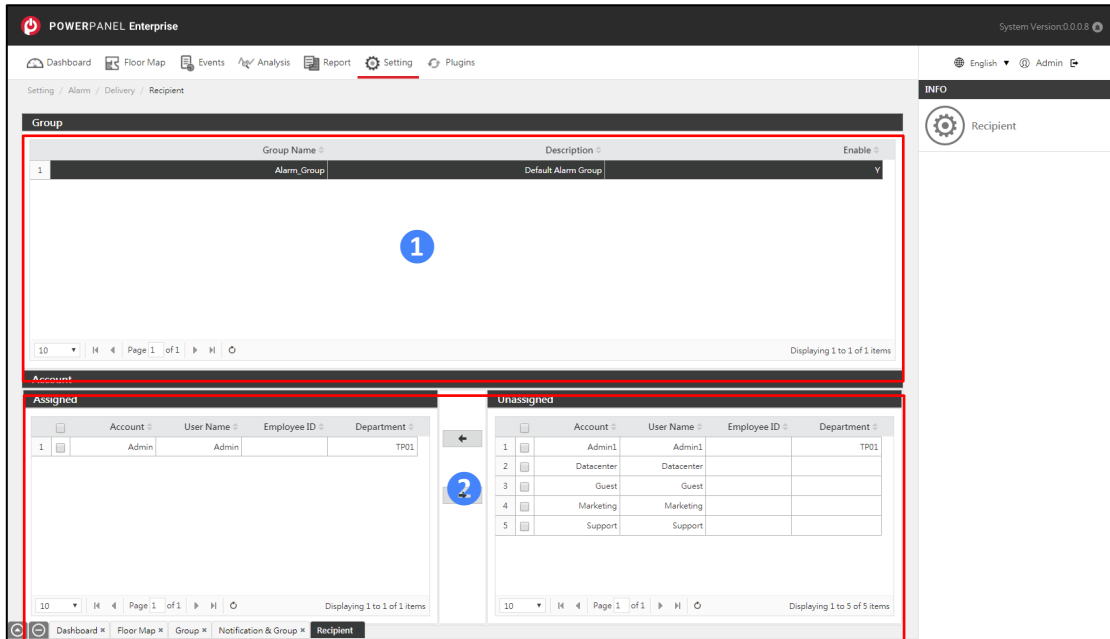 POWERPANEL Enterprise System Version:0.0.0.8
Dashboard Floor Map Events Analysis Report Setting Plugins English ▼ Admin
Setting / Alarm / Delivery / Recipient INFO
Recipient
Group
Group Name Description Enable
1 Alarm_Group Default Alarm Group Y
1
10 Page 1 of 1 Displaying 1 to 1 of 1 items
Account
Assigned Unassigned
Account User Name Employee ID Department Account User Name Employee ID Department
1 Admin Admin TP01 1 Admin1 Admin1 TP01
2 Datacenter Datacenter
2 3 Guest Guest
4 Marketing Marketing
5 Support Support
10 Page 1 of 1 Displaying 1 to 1 of 1 items 10 Page 1 of 1 Displaying 1 to 5 of 5 items
Dashboard × Floor Map × Group × Notification & Group × Recipient